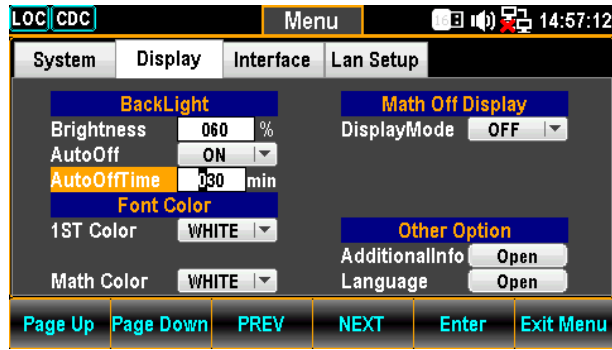 LOC CDC Menu 14:57:12
System Display Interface Lan Setup
BackLight
Brightness 060 %
AutoOff ON
AutoOffTime 030 min
Font Color
1ST Color WHITE
Math Color WHITE
Math Off Display
DisplayMode OFF
Other Option
AdditionalInfo Open
Language Open
Page Up Page Down PREV NEXT Enter Exit Menu